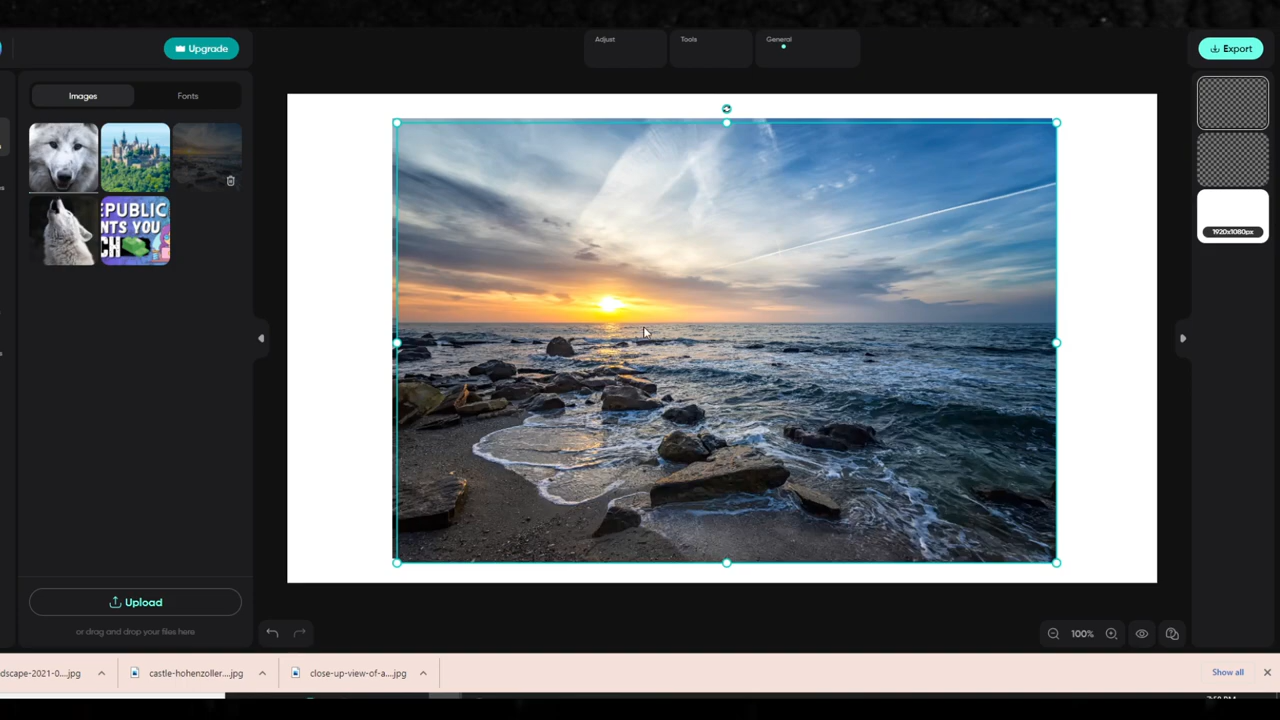 Upgrade
Adjust
Tools
General
Export
Images
Fonts
EPUBLIC
NTS YOU
CH
1920x1080px
Upload
or drag and drop your files here
100%
dscape-2021-0....jpg
castle-hohenzoller....jpg
close-up-view-of-a....jpg
Show all